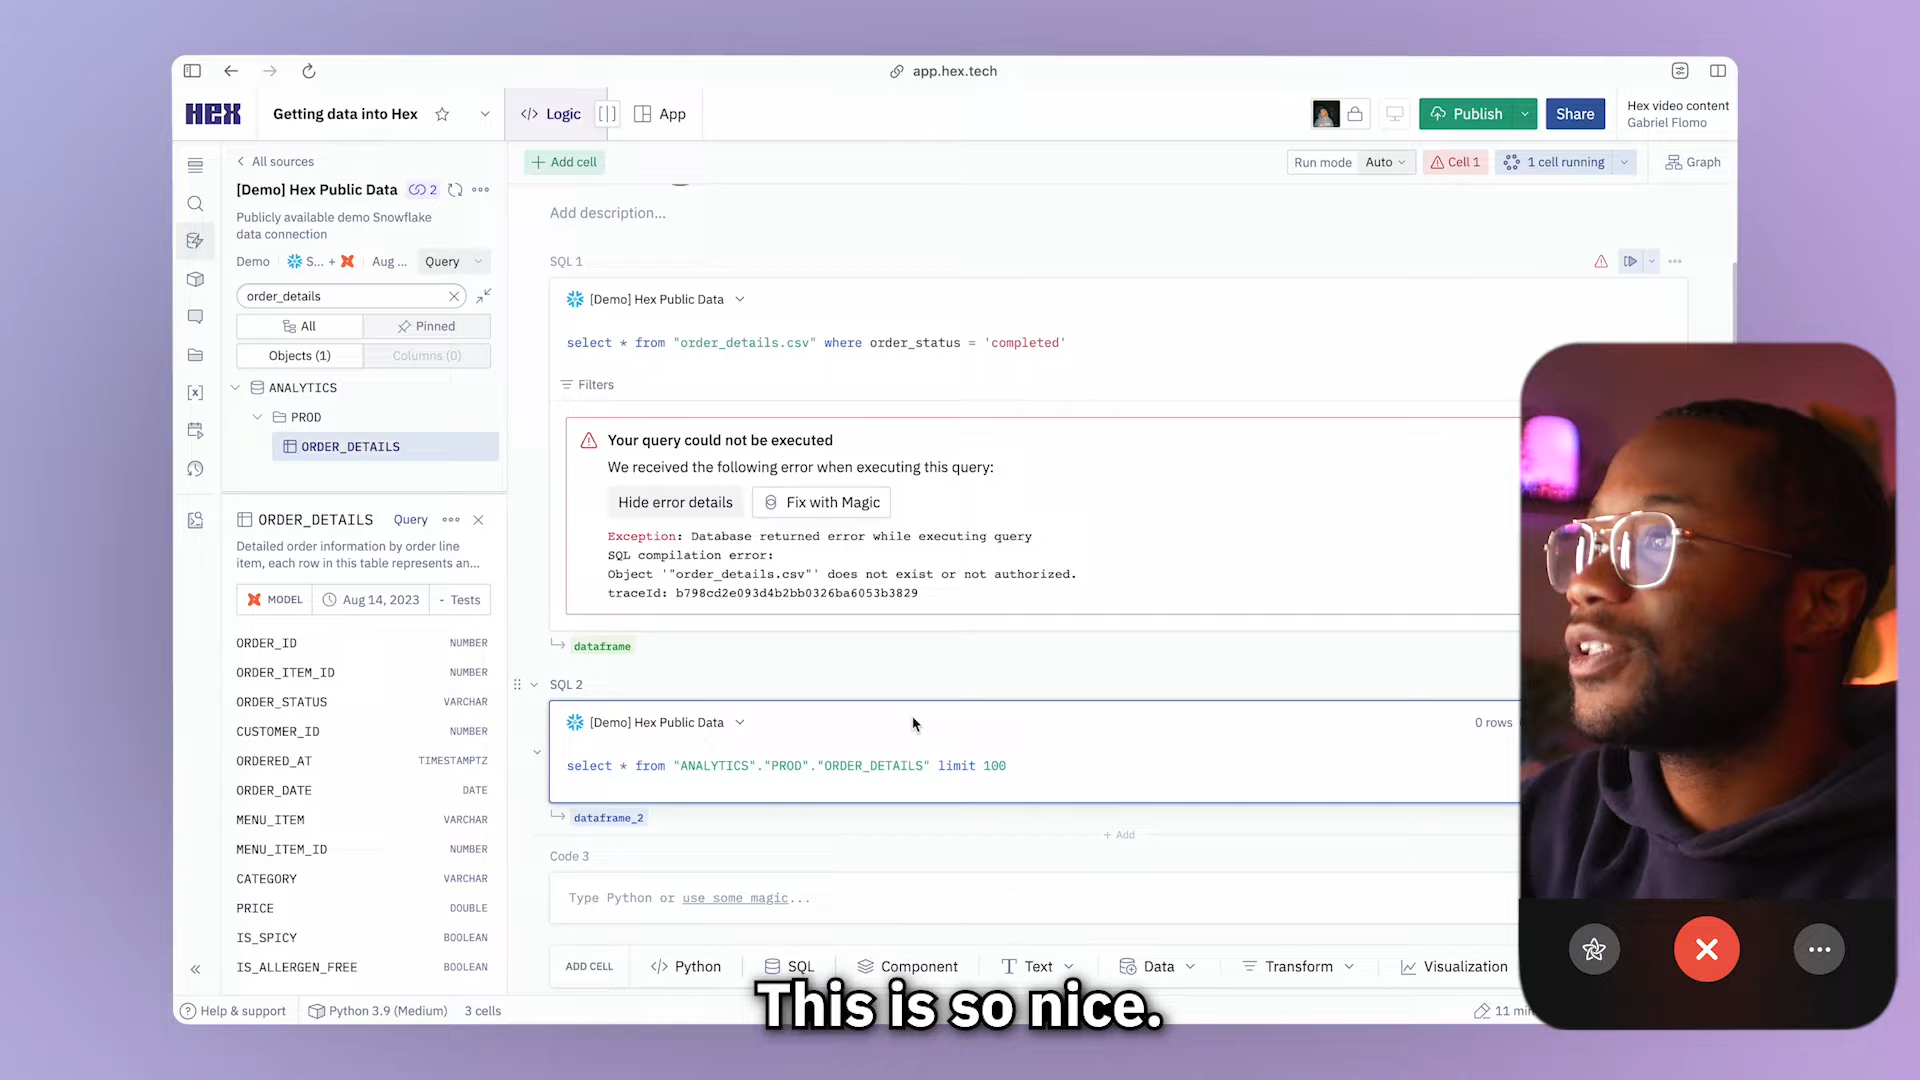 app.hex.tech
HEX
Getting data into Hex
Logic
App
Publish
Share
Hex video content
Gabriel Flomo
All sources
[Demo] Hex Public Data
2
Publicly available demo Snowflake
data connection
Demo
S... +
Aug ...
Query
order_details
All
Pinned
Objects (1)
Columns (0)
ANALYTICS
PROD
ORDER_DETAILS
ORDER_DETAILS
Query
Detailed order information by order line
item, each row in this table represents an...
MODEL
Aug 14, 2023
- Tests
ORDER_ID NUMBER
ORDER_ITEM_ID NUMBER
ORDER_STATUS VARCHAR
CUSTOMER_ID NUMBER
ORDERED_AT TIMESTAMPTZ
ORDER_DATE DATE
MENU_ITEM VARCHAR
MENU_ITEM_ID NUMBER
CATEGORY VARCHAR
PRICE DOUBLE
IS_SPICY BOOLEAN
IS_ALLERGEN_FREE BOOLEAN
Add cell
Run mode Auto
Cell 1
1 cell running
Graph
Add description...
SQL 1
[Demo] Hex Public Data
select * from "order_details.csv" where order_status = 'completed'
Filters
Your query could not be executed
We received the following error when executing this query:
Hide error details
Fix with Magic
Exception: Database returned error while executing query
SQL compilation error:
Object '"order_details.csv"' does not exist or not authorized.
traceId: b798cd2e093d4b2bb0326ba6053b3829
dataframe
SQL 2
[Demo] Hex Public Data
0 rows
select * from "ANALYTICS"."PROD"."ORDER_DETAILS" limit 100
dataframe_2
+ Add
Code 3
Type Python or use some magic...
ADD CELL
Python
SQL
Component
Text
Data
Transform
Visualization
Help & support
Python 3.9 (Medium)
3 cells
11
This is so nice.